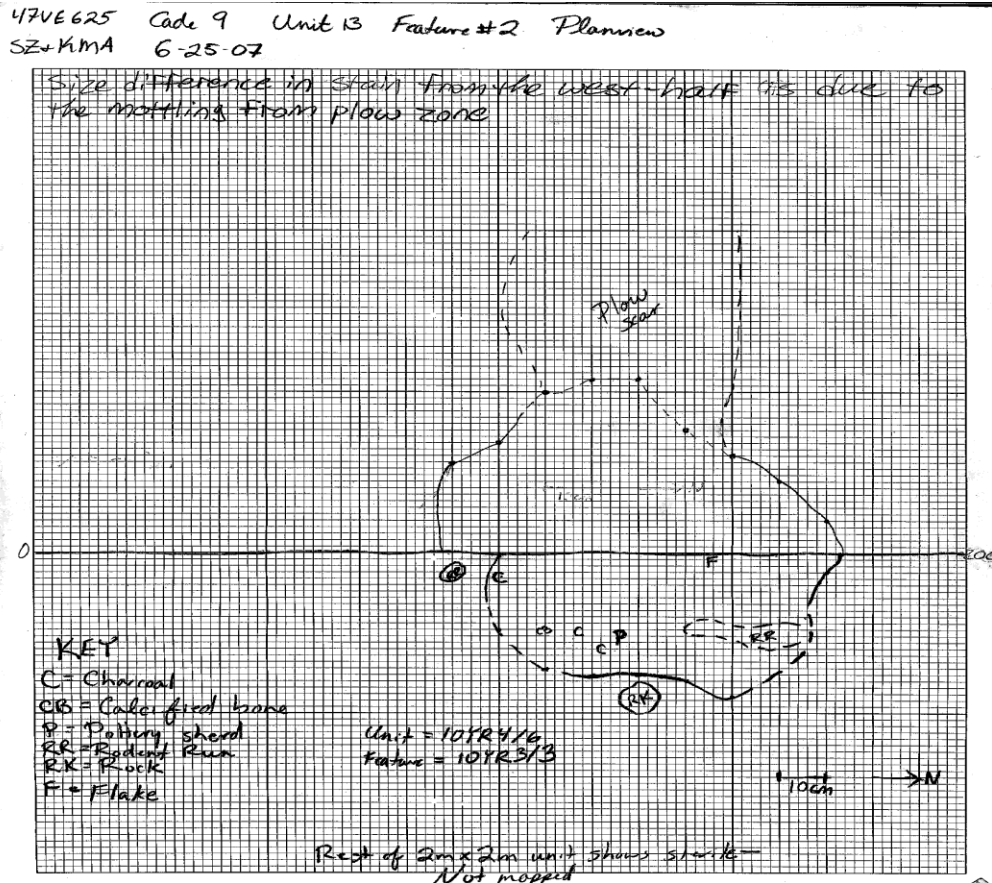 47VE625 Cade 9 Unit 13 Feature #2 Planview
SZ+KMA 6-25-07
Size difference in stain from the west-half is due to
the mottling from plow zone
Plow
scar
0
200
F
C
C
P
C
RR
RK
KEY
C = Charcoal
CB = Calcified bone
P = Pottery sherd
RR = Rodent Run
RK = Rock
F = Flake
Unit = 10YR4/6
Feature = 10YR3/3
10cm
N
Rest of 2m x 2m unit shows sterile—
Not mapped